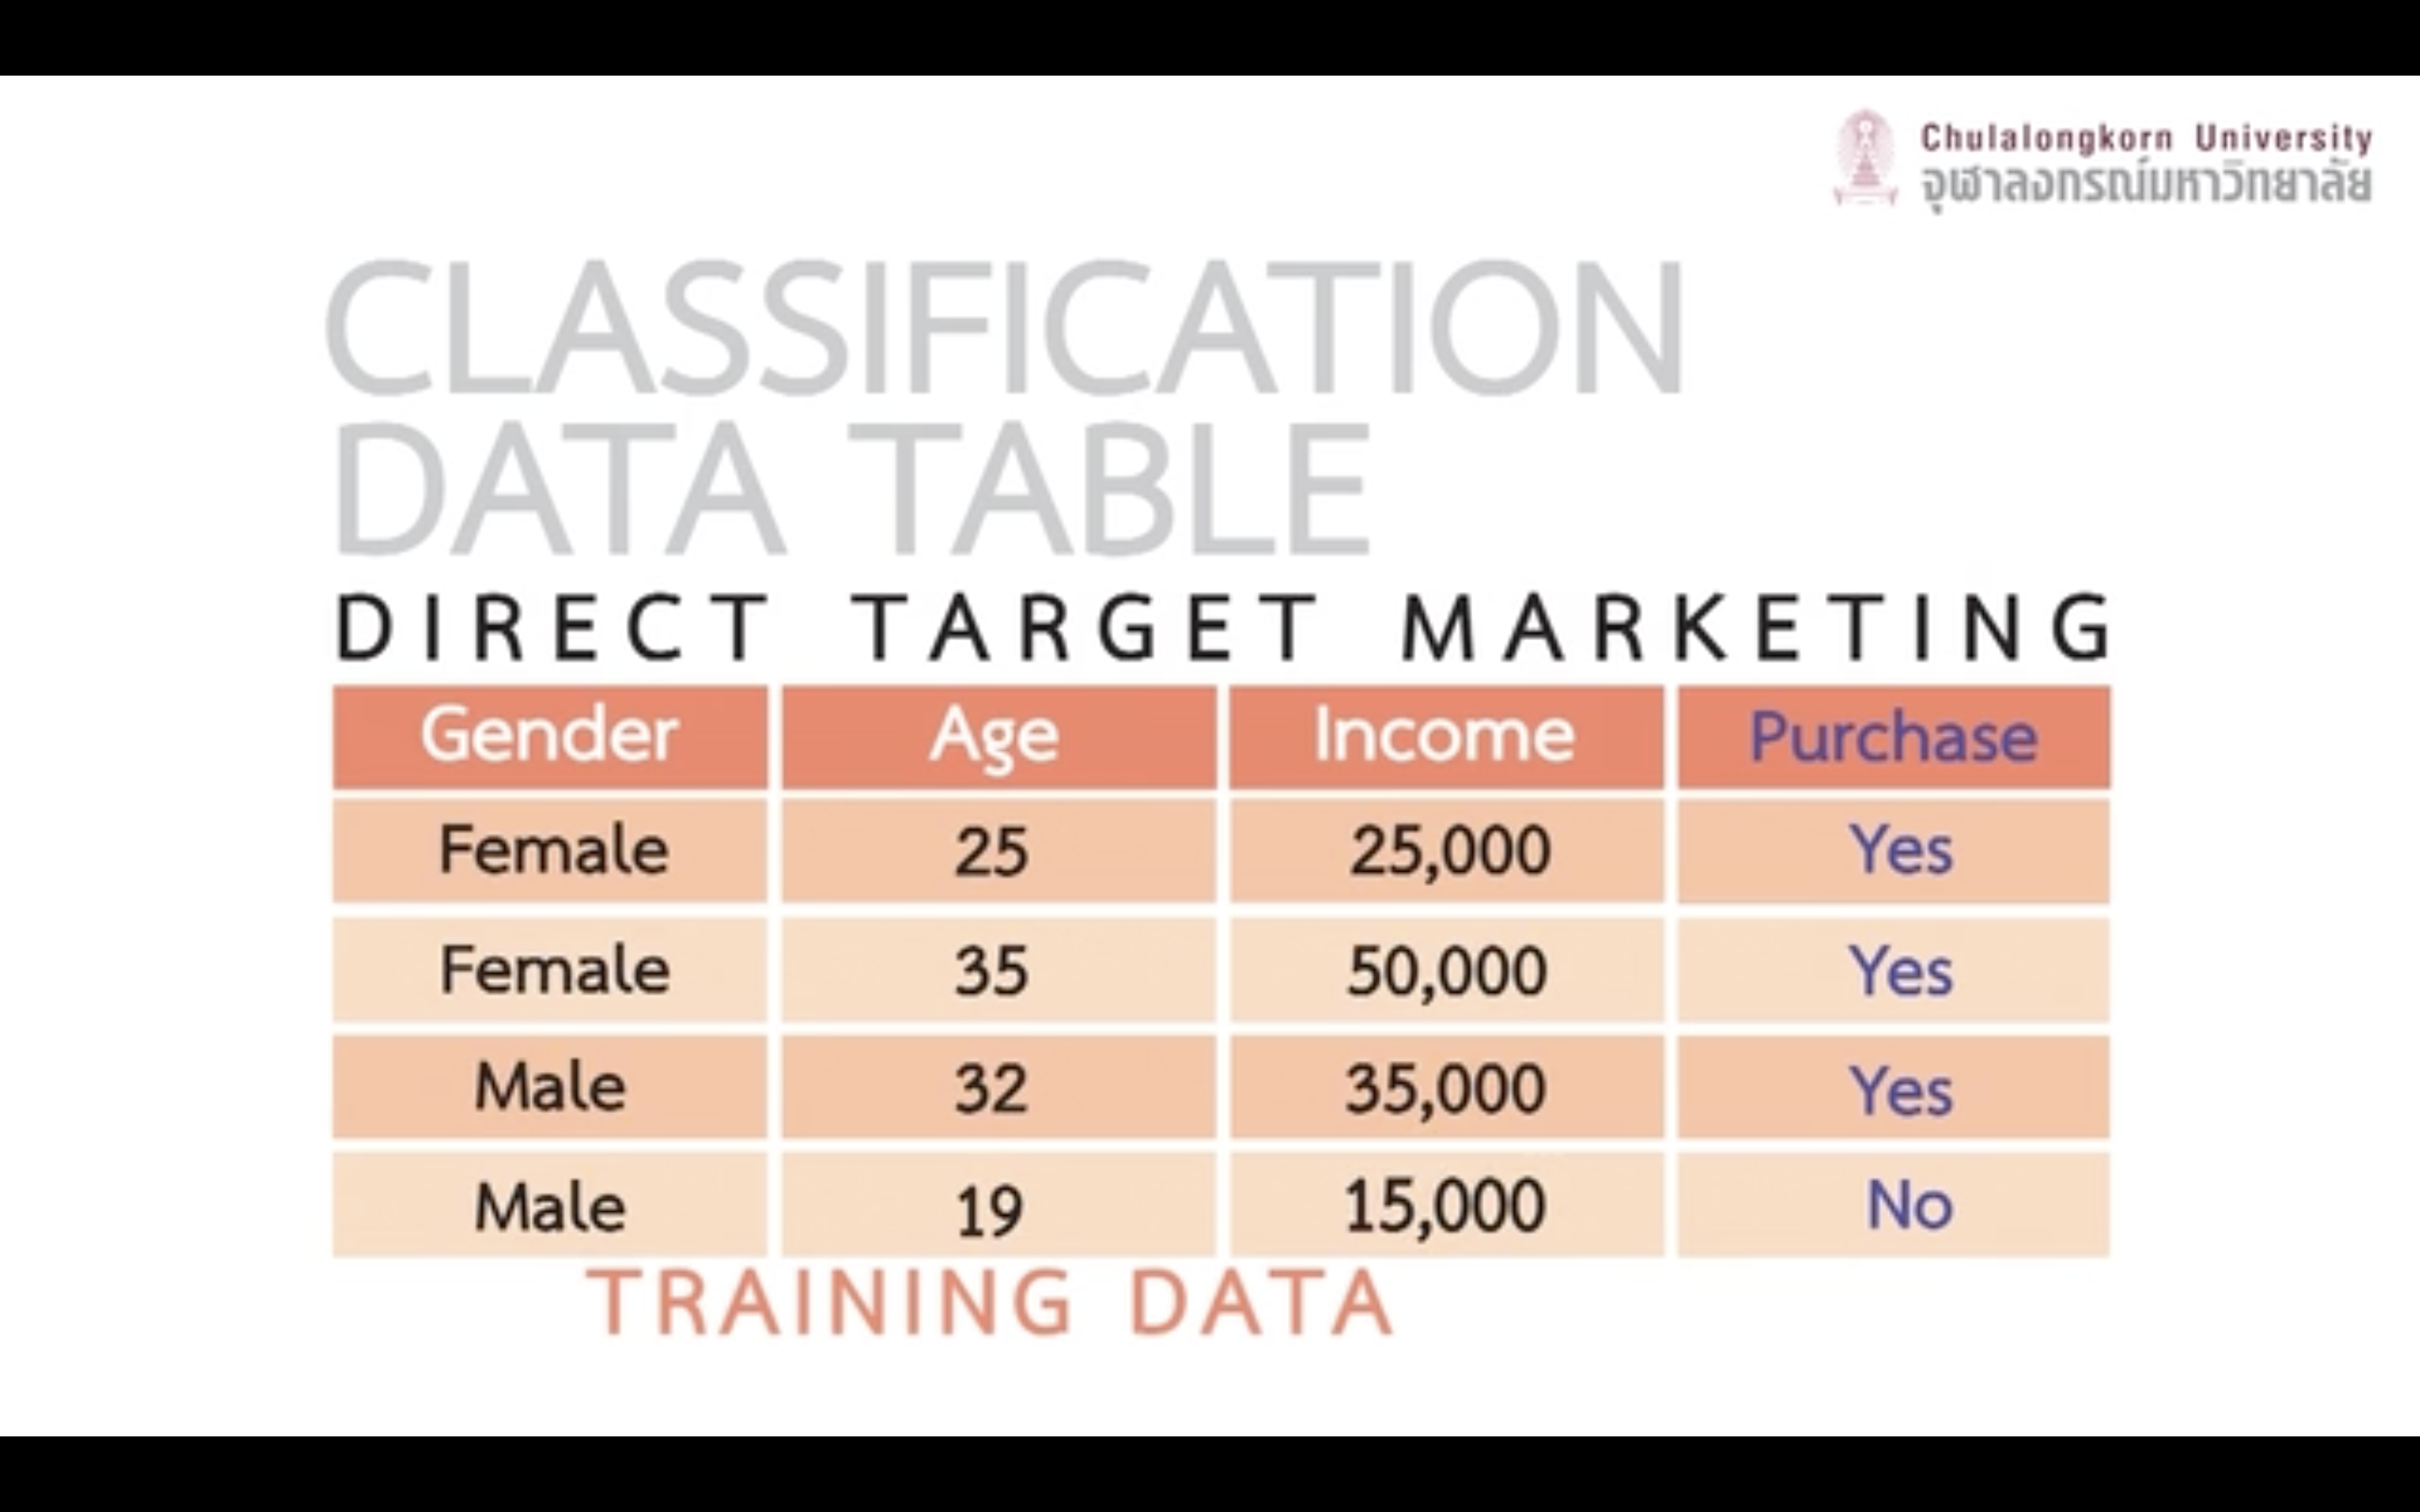 Chulalongkorn University
จุฬาลงกรณ์มหาวิทยาลัย
CLASSIFICATION
DATA TABLE
DIRECT TARGET MARKETING
Gender Age Income Purchase
Female 25 25,000 Yes
Female 35 50,000 Yes
Male 32 35,000 Yes
Male 19 15,000 No
TRAINING DATA